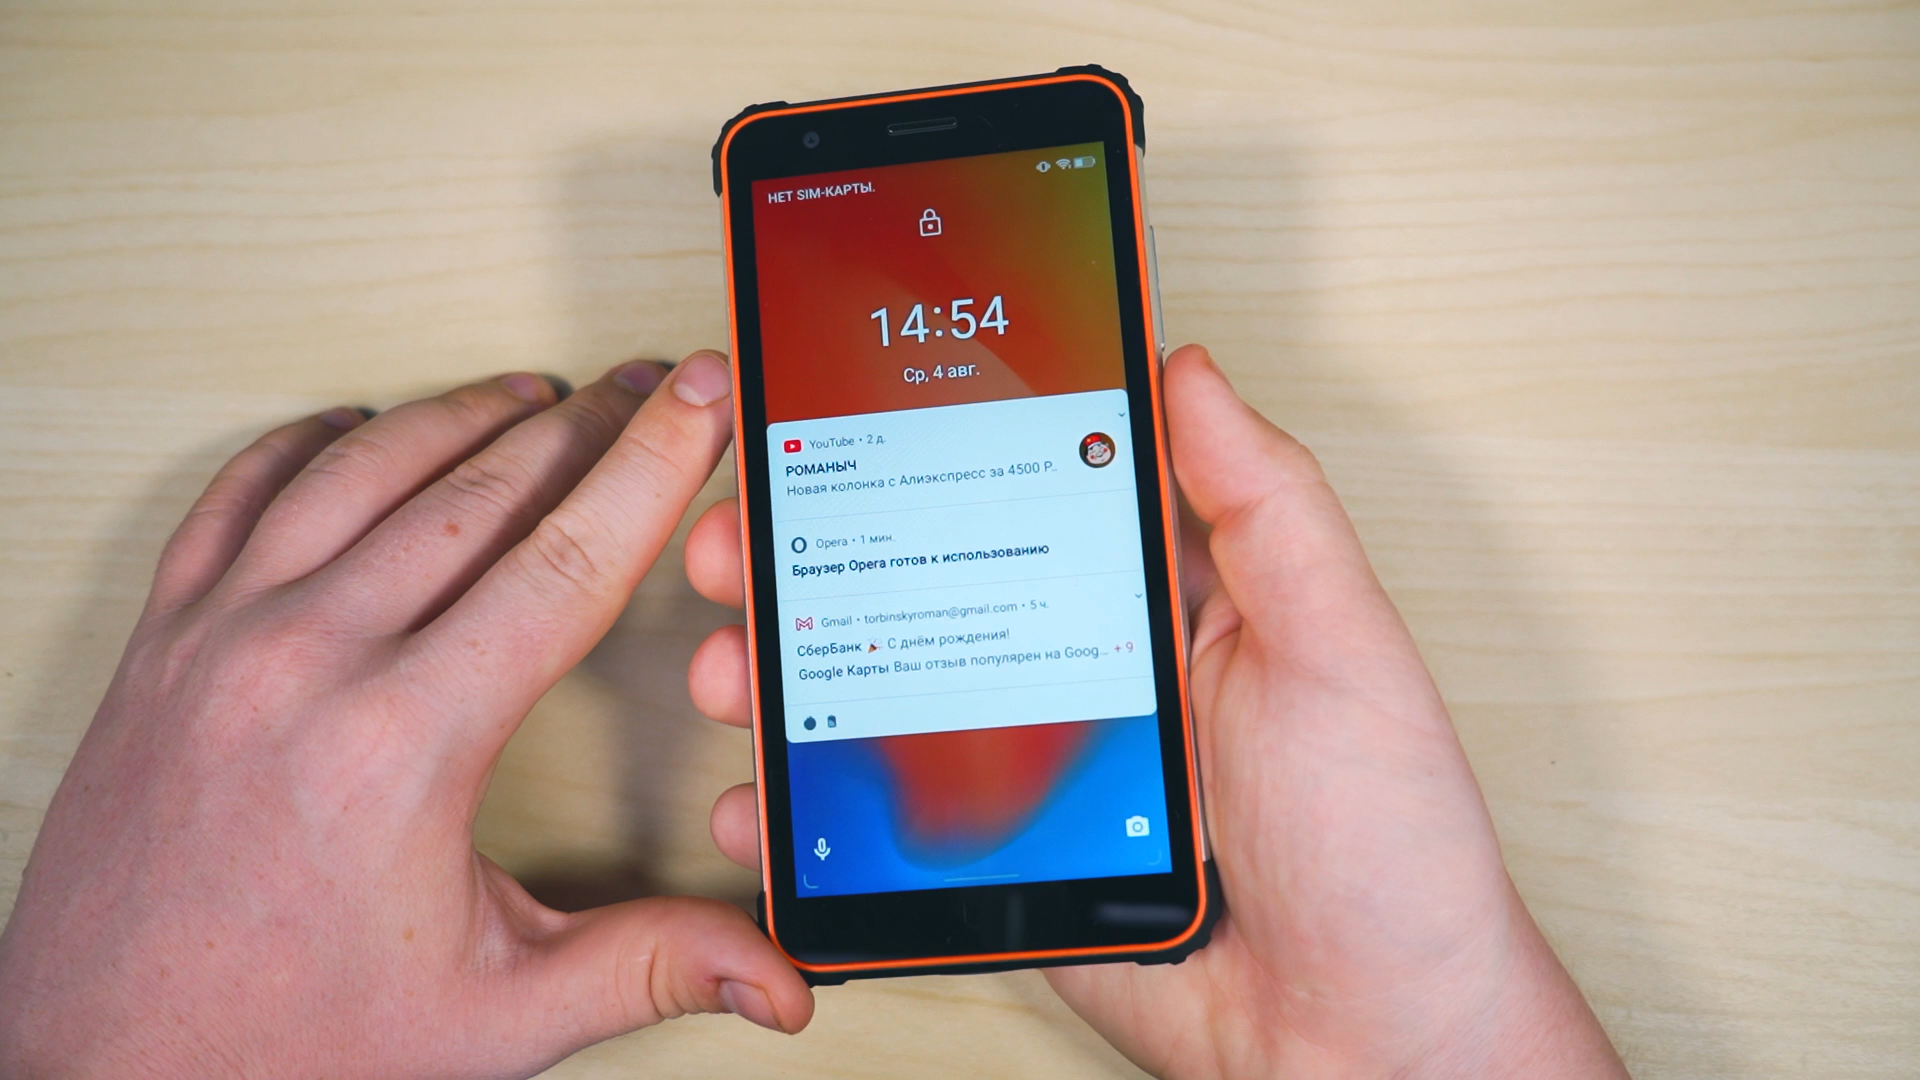 НЕТ SIM-КАРТЫ.
14:54
Ср, 4 авг.
YouTube • 2 д.
РОМАНЫЧ
Новая колонка с Алиэкспресс за 4500 Р...
Opera • 1 мин.
Браузер Opera готов к использованию
Gmail • torbinskyroman@gmail.com • 5 ч.
СберБанк 🎉 С днём рождения!
Google Карты Ваш отзыв популярен на Goog... + 9